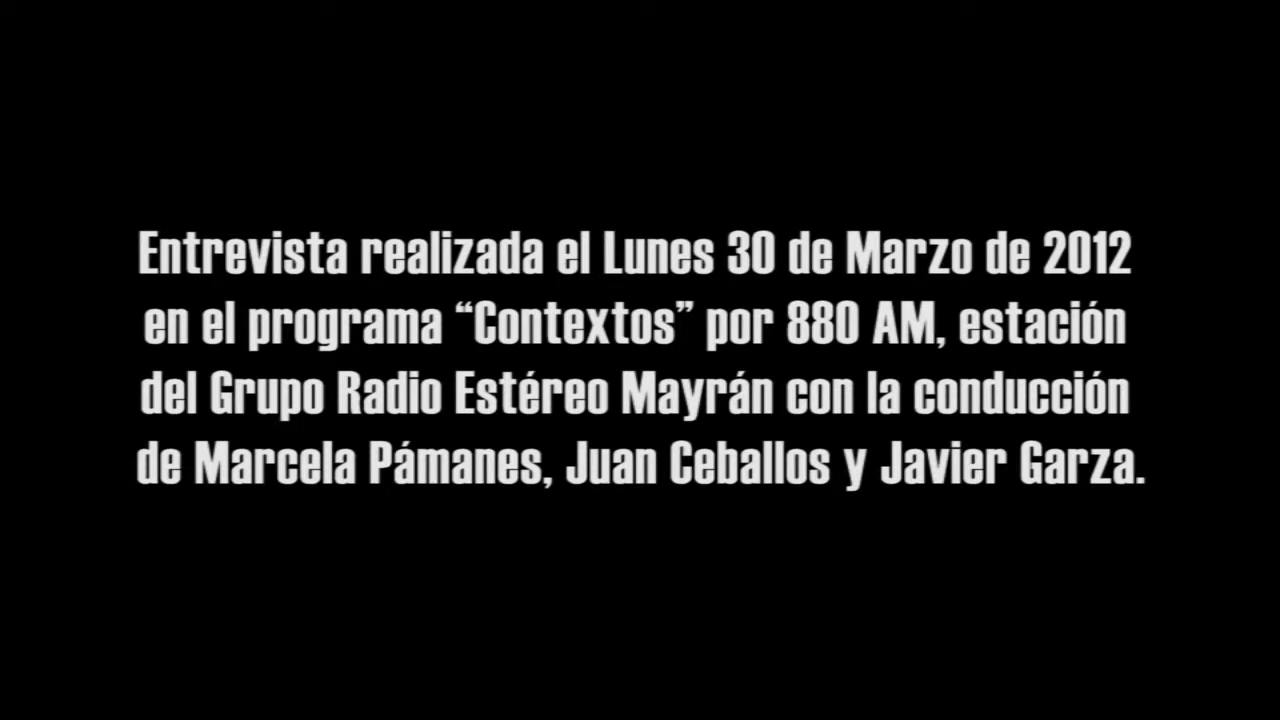 Entrevista realizada el Lunes 30 de Marzo de 2012
en el programa “Contextos” por 880 AM, estación
del Grupo Radio Estéreo Mayrán con la conducción
de Marcela Pámanes, Juan Ceballos y Javier Garza.